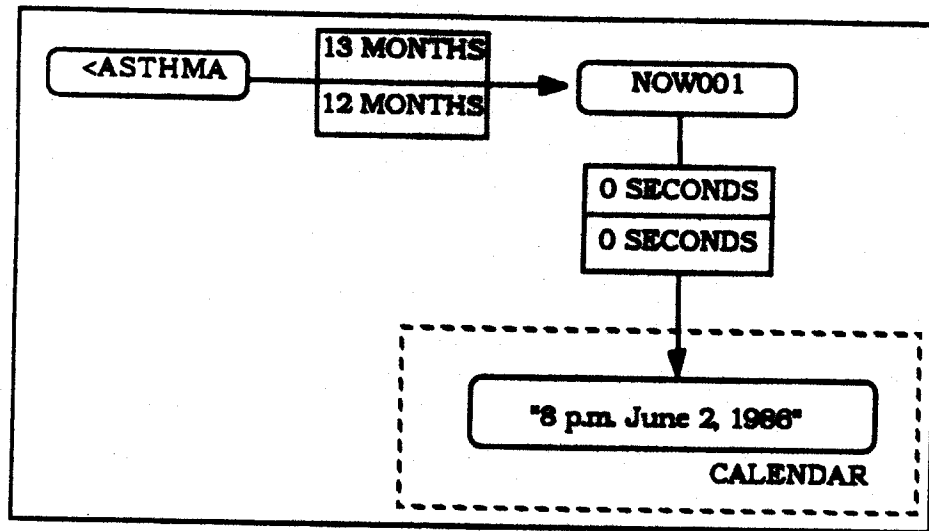 13 MONTHS
<ASTHMA
12 MONTHS
NOW001
0 SECONDS
0 SECONDS
"8 p.m. June 2, 1986"
CALENDAR